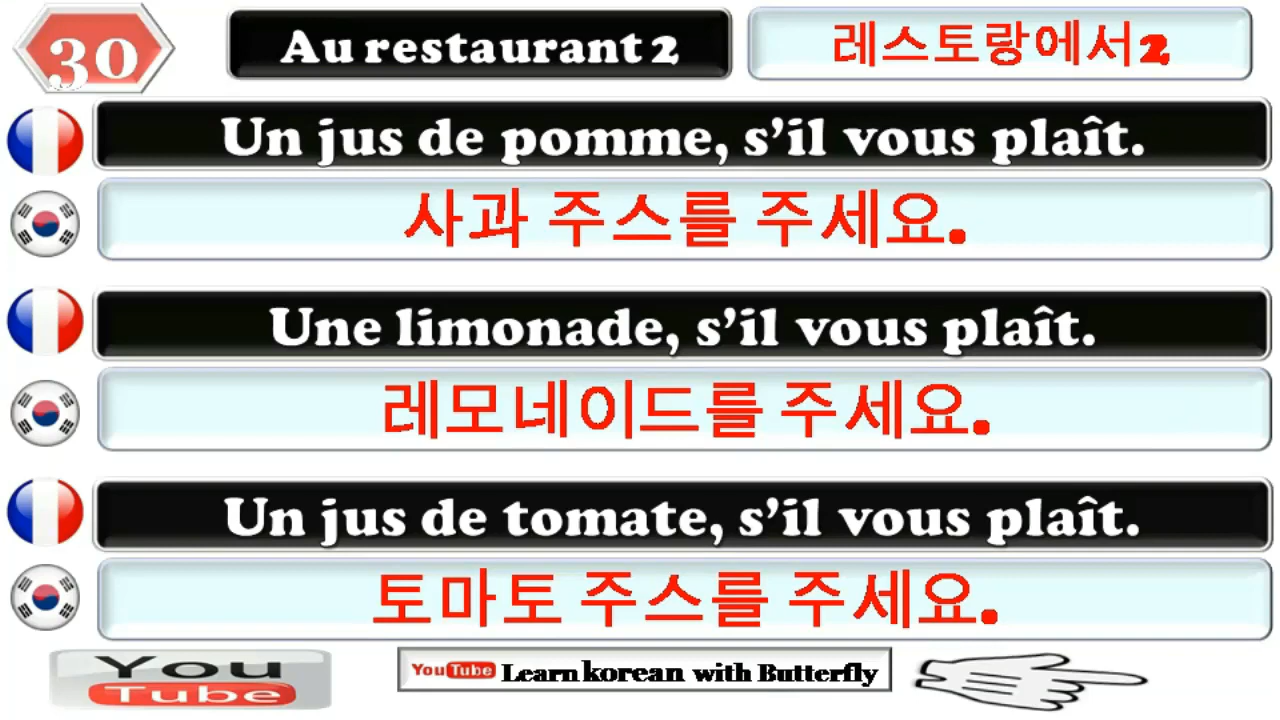 30
Au restaurant 2
레스토랑에서2
Un jus de pomme, s’il vous plaît.
사과 주스를 주세요.
Une limonade, s’il vous plaît.
레모네이드를 주세요.
Un jus de tomate, s’il vous plaît.
토마토 주스를 주세요.
You
Tube
YouTube Learn korean with Butterfly